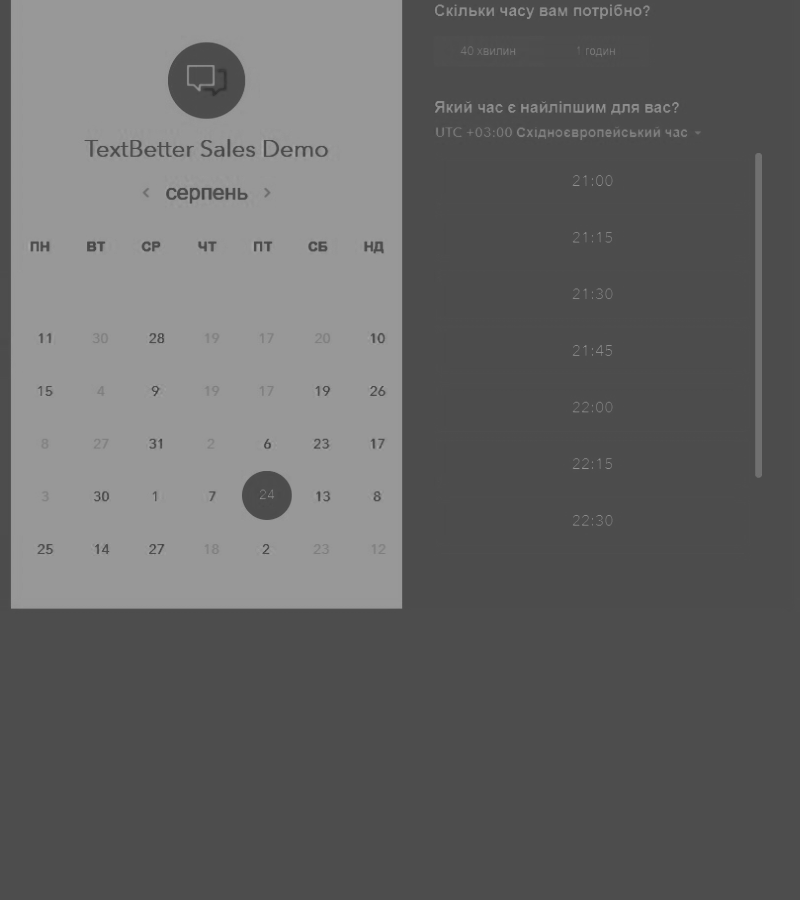 TextBetter Sales Demo
серпень
ПН ВТ СР ЧТ ПТ СБ НД
11 30 28 19 17 20 10
15 4 9 19 17 19 26
8 27 31 2 6 23 17
3 30 1 7 24 13 8
25 14 27 18 2 23 12
Скільки часу вам потрібно?
40 хвилин 1 годин
Який час є найліпшим для вас?
UTC +03:00 Східноєвропейський час
21:00
21:15
21:30
21:45
22:00
22:15
22:30